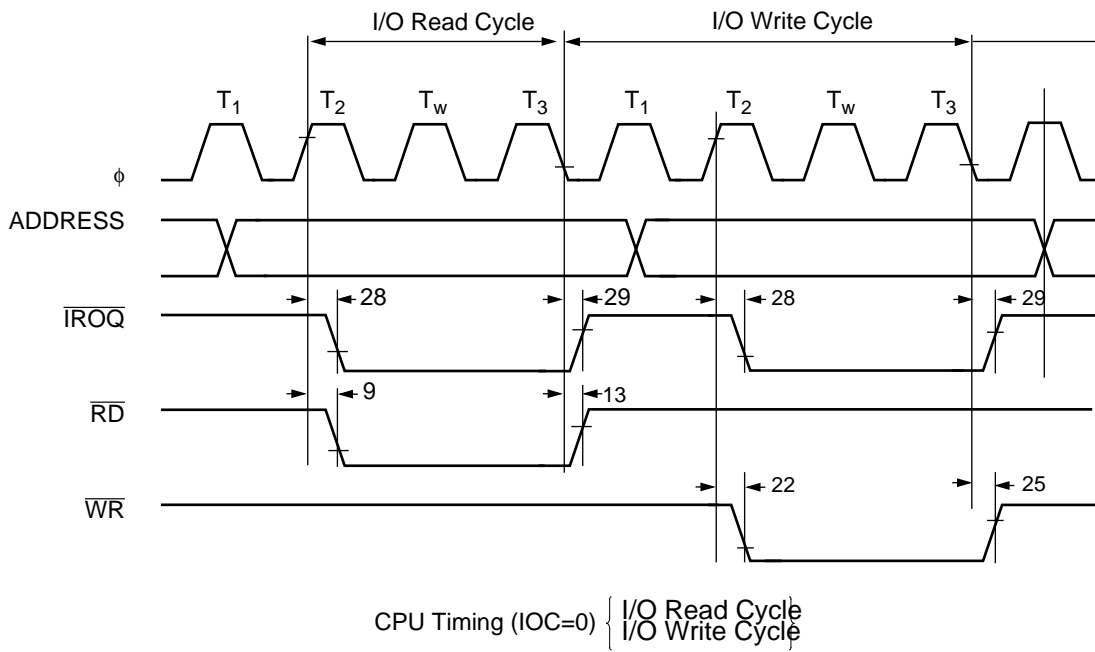 I/O Read Cycle I/O Write Cycle
T1 T2 Tw T3 T1 T2 Tw T3
ϕ
ADDRESS
28 29 28 29
IROQ
9 13
RD
22 25
WR
CPU Timing (IOC=0) { I/O Read Cycle }
I/O Write Cycle